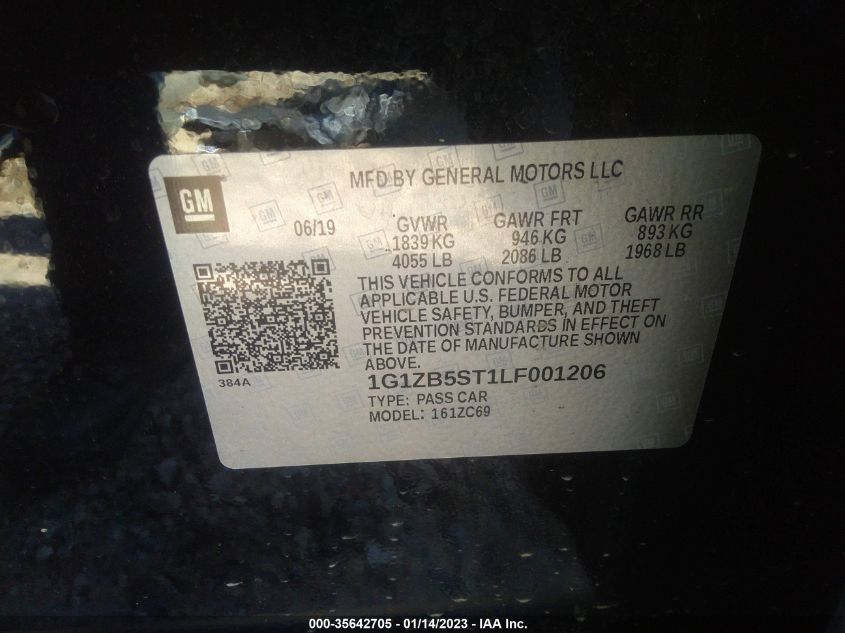 MFD BY GENERAL MOTORS LLC
GM
06/19
GVWR GAWR FRT GAWR RR
1839 KG 946 KG 893 KG
4055 LB 2086 LB 1968 LB
THIS VEHICLE CONFORMS TO ALL
APPLICABLE U.S. FEDERAL MOTOR
VEHICLE SAFETY, BUMPER, AND THEFT
PREVENTION STANDARDS IN EFFECT ON
THE DATE OF MANUFACTURE SHOWN
ABOVE.
384A
1G1ZB5ST1LF001206
TYPE: PASS CAR
MODEL: 161ZC69
000-35642705 - 01/14/2023 - IAA Inc.